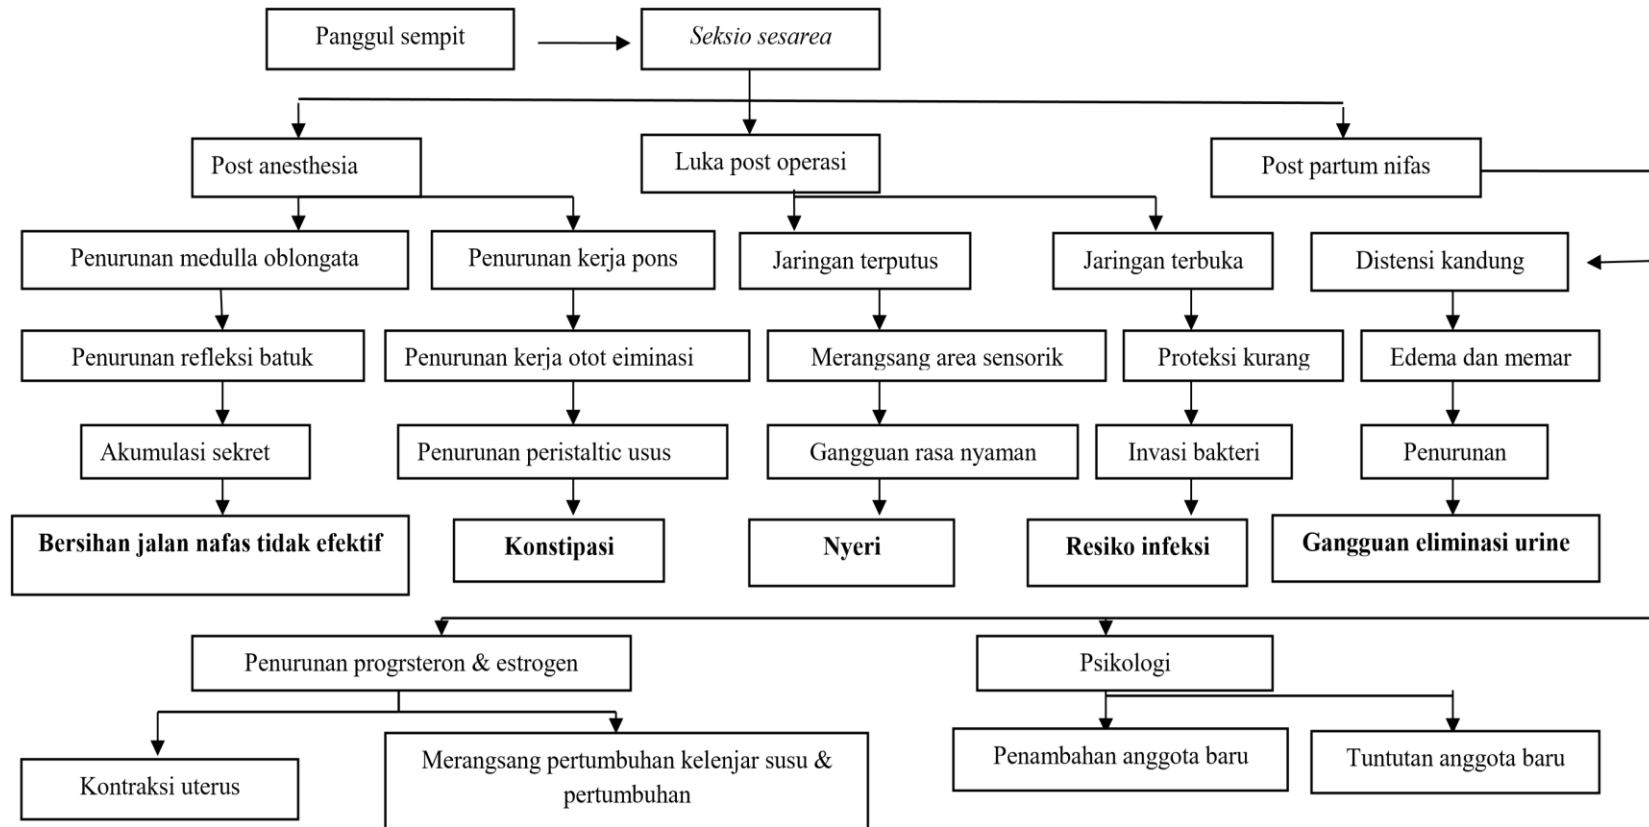 Panggul sempit
Seksio sesarea
Post anesthesia
Luka post operasi
Post partum nifas
Penurunan medulla oblongata
Penurunan kerja pons
Jaringan terputus
Jaringan terbuka
Distensi kandung
Penurunan refleksi batuk
Penurunan kerja otot eiminasi
Merangsang area sensorik
Proteksi kurang
Edema dan memar
Akumulasi sekret
Penurunan peristaltic usus
Gangguan rasa nyaman
Invasi bakteri
Penurunan
Bersihan jalan nafas tidak efektif
Konstipasi
Nyeri
Resiko infeksi
Gangguan eliminasi urine
Penurunan progrsteron & estrogen
Psikologi
Kontraksi uterus
Merangsang pertumbuhan kelenjar susu &
pertumbuhan
Penambahan anggota baru
Tuntutan anggota baru